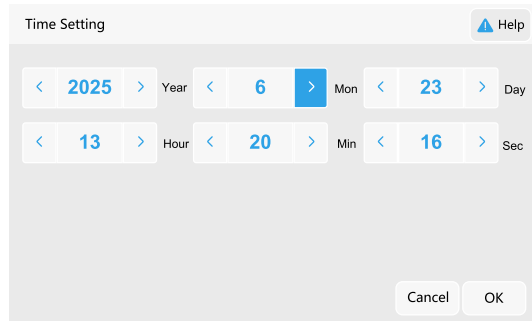 Time Setting
Help
2025 Year 6 Mon 23 Day
13 Hour 20 Min 16 Sec
Cancel OK